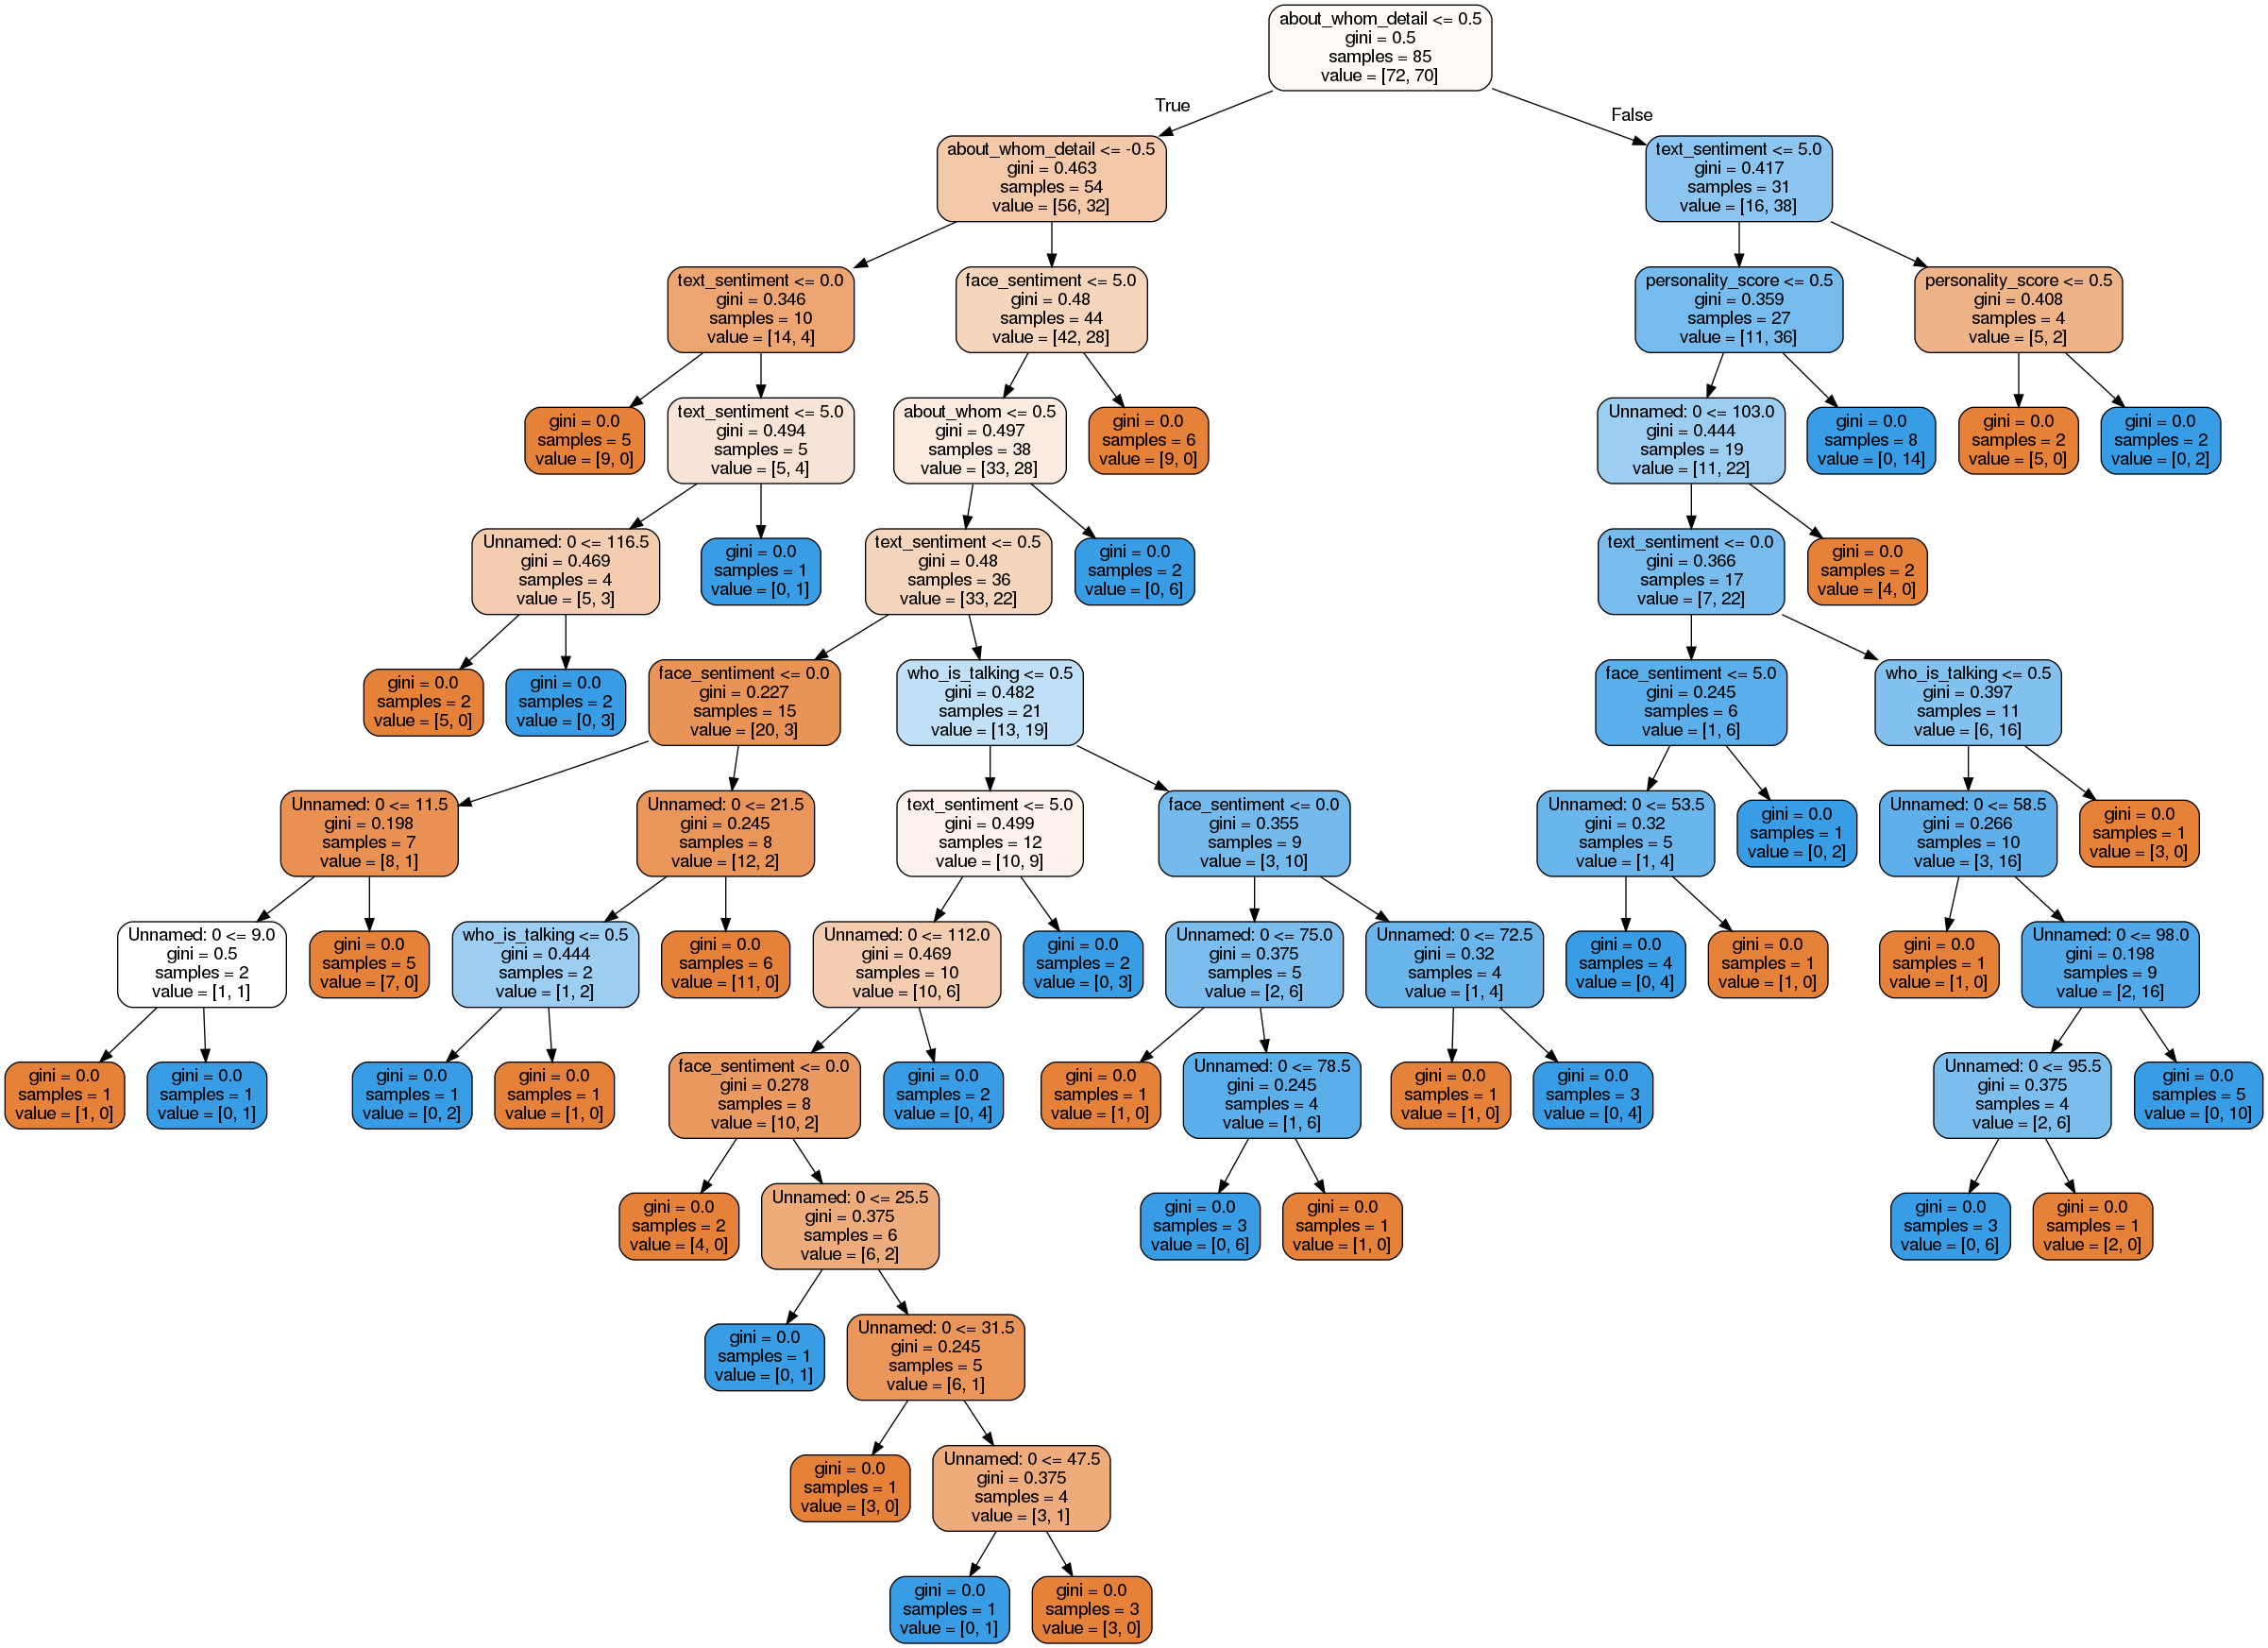 about_whom_detail <= 0.5
gini = 0.5
samples = 85
value = [72, 70]
True
False
about_whom_detail <= -0.5
gini = 0.463
samples = 54
value = [56, 32]
text_sentiment <= 5.0
gini = 0.417
samples = 31
value = [16, 38]
text_sentiment <= 0.0
gini = 0.346
samples = 10
value = [14, 4]
face_sentiment <= 5.0
gini = 0.48
samples = 44
value = [42, 28]
personality_score <= 0.5
gini = 0.359
samples = 27
value = [11, 36]
personality_score <= 0.5
gini = 0.408
samples = 4
value = [5, 2]
gini = 0.0
samples = 5
value = [9, 0]
text_sentiment <= 5.0
gini = 0.494
samples = 5
value = [5, 4]
about_whom <= 0.5
gini = 0.497
samples = 38
value = [33, 28]
gini = 0.0
samples = 6
value = [9, 0]
Unnamed: 0 <= 103.0
gini = 0.444
samples = 19
value = [11, 22]
gini = 0.0
samples = 8
value = [0, 14]
gini = 0.0
samples = 2
value = [5, 0]
gini = 0.0
samples = 2
value = [0, 2]
Unnamed: 0 <= 116.5
gini = 0.469
samples = 4
value = [5, 3]
gini = 0.0
samples = 1
value = [0, 1]
text_sentiment <= 0.5
gini = 0.48
samples = 36
value = [33, 22]
gini = 0.0
samples = 2
value = [0, 6]
text_sentiment <= 0.0
gini = 0.366
samples = 17
value = [7, 22]
gini = 0.0
samples = 2
value = [4, 0]
gini = 0.0
samples = 2
value = [5, 0]
gini = 0.0
samples = 2
value = [0, 3]
face_sentiment <= 0.0
gini = 0.227
samples = 15
value = [20, 3]
who_is_talking <= 0.5
gini = 0.482
samples = 21
value = [13, 19]
face_sentiment <= 5.0
gini = 0.245
samples = 6
value = [1, 6]
who_is_talking <= 0.5
gini = 0.397
samples = 11
value = [6, 16]
Unnamed: 0 <= 11.5
gini = 0.198
samples = 7
value = [8, 1]
Unnamed: 0 <= 21.5
gini = 0.245
samples = 8
value = [12, 2]
text_sentiment <= 5.0
gini = 0.499
samples = 12
value = [10, 9]
face_sentiment <= 0.0
gini = 0.355
samples = 9
value = [3, 10]
Unnamed: 0 <= 53.5
gini = 0.32
samples = 5
value = [1, 4]
gini = 0.0
samples = 1
value = [0, 2]
Unnamed: 0 <= 58.5
gini = 0.266
samples = 10
value = [3, 16]
gini = 0.0
samples = 1
value = [3, 0]
Unnamed: 0 <= 9.0
gini = 0.5
samples = 2
value = [1, 1]
gini = 0.0
samples = 5
value = [7, 0]
who_is_talking <= 0.5
gini = 0.444
samples = 2
value = [1, 2]
gini = 0.0
samples = 6
value = [11, 0]
Unnamed: 0 <= 112.0
gini = 0.469
samples = 10
value = [10, 6]
gini = 0.0
samples = 2
value = [0, 3]
Unnamed: 0 <= 75.0
gini = 0.375
samples = 5
value = [2, 6]
Unnamed: 0 <= 72.5
gini = 0.32
samples = 4
value = [1, 4]
gini = 0.0
samples = 4
value = [0, 4]
gini = 0.0
samples = 1
value = [1, 0]
gini = 0.0
samples = 1
value = [1, 0]
Unnamed: 0 <= 98.0
gini = 0.198
samples = 9
value = [2, 16]
gini = 0.0
samples = 1
value = [1, 0]
gini = 0.0
samples = 1
value = [0, 1]
gini = 0.0
samples = 1
value = [0, 2]
gini = 0.0
samples = 1
value = [1, 0]
face_sentiment <= 0.0
gini = 0.278
samples = 8
value = [10, 2]
gini = 0.0
samples = 2
value = [0, 4]
gini = 0.0
samples = 1
value = [1, 0]
Unnamed: 0 <= 78.5
gini = 0.245
samples = 4
value = [1, 6]
gini = 0.0
samples = 1
value = [1, 0]
gini = 0.0
samples = 3
value = [0, 4]
Unnamed: 0 <= 95.5
gini = 0.375
samples = 4
value = [2, 6]
gini = 0.0
samples = 5
value = [0, 10]
gini = 0.0
samples = 2
value = [4, 0]
Unnamed: 0 <= 25.5
gini = 0.375
samples = 6
value = [6, 2]
gini = 0.0
samples = 3
value = [0, 6]
gini = 0.0
samples = 1
value = [1, 0]
gini = 0.0
samples = 3
value = [0, 6]
gini = 0.0
samples = 1
value = [2, 0]
gini = 0.0
samples = 1
value = [0, 1]
Unnamed: 0 <= 31.5
gini = 0.245
samples = 5
value = [6, 1]
gini = 0.0
samples = 1
value = [3, 0]
Unnamed: 0 <= 47.5
gini = 0.375
samples = 4
value = [3, 1]
gini = 0.0
samples = 1
value = [0, 1]
gini = 0.0
samples = 3
value = [3, 0]